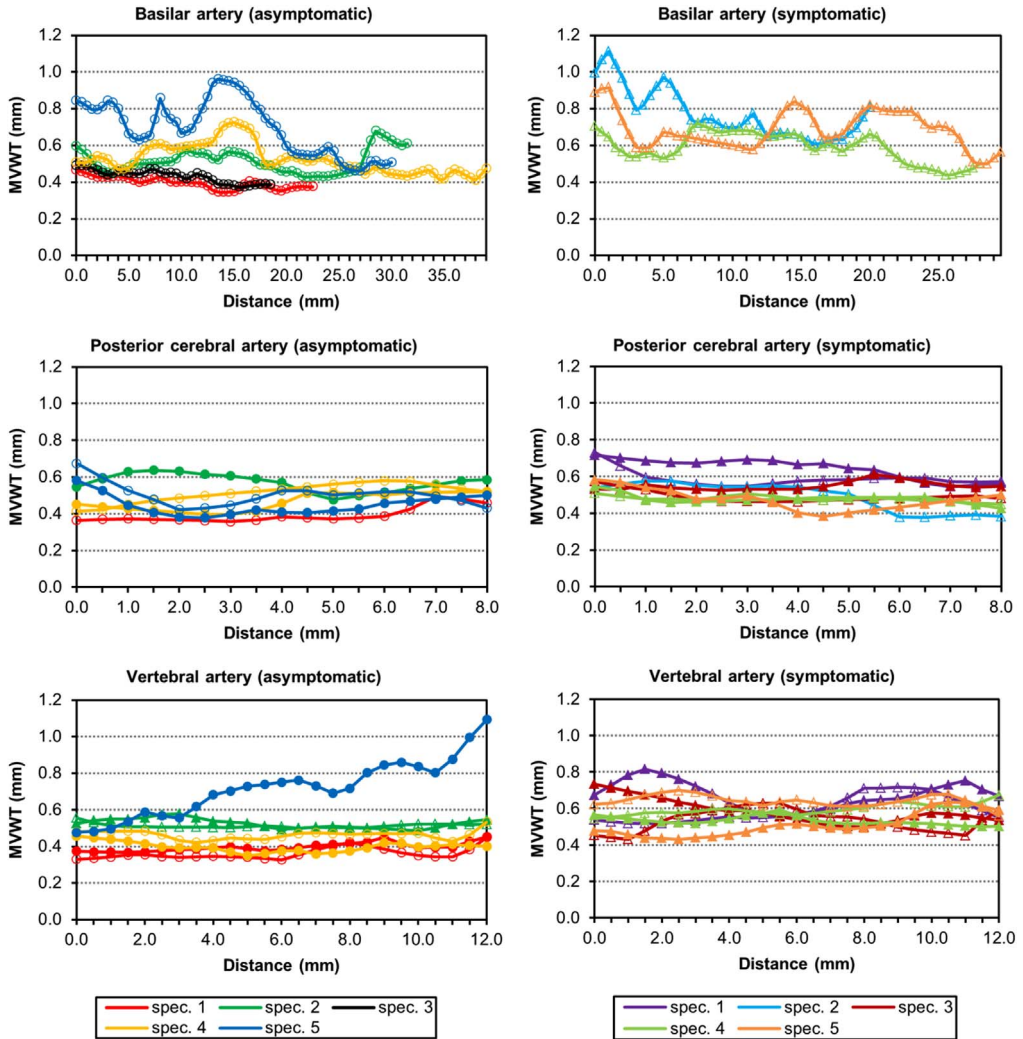 Basilar artery (asymptomatic)
MVWT (mm)
1.2
1.0
0.8
0.6
0.4
0.2
0.0
0.0 5.0 10.0 15.0 20.0 25.0 30.0 35.0
Distance (mm)
Basilar artery (symptomatic)
MVWT (mm)
1.2
1.0
0.8
0.6
0.4
0.2
0.0
0.0 5.0 10.0 15.0 20.0 25.0
Distance (mm)
Posterior cerebral artery (asymptomatic)
MVWT (mm)
1.2
1.0
0.8
0.6
0.4
0.2
0.0
0.0 1.0 2.0 3.0 4.0 5.0 6.0 7.0 8.0
Distance (mm)
Posterior cerebral artery (symptomatic)
MVWT (mm)
1.2
1.0
0.8
0.6
0.4
0.2
0.0
0.0 1.0 2.0 3.0 4.0 5.0 6.0 7.0 8.0
Distance (mm)
Vertebral artery (asymptomatic)
MVWT (mm)
1.2
1.0
0.8
0.6
0.4
0.2
0.0
0.0 2.0 4.0 6.0 8.0 10.0 12.0
Distance (mm)
Vertebral artery (symptomatic)
MVWT (mm)
1.2
1.0
0.8
0.6
0.4
0.2
0.0
0.0 2.0 4.0 6.0 8.0 10.0 12.0
Distance (mm)
spec. 1 spec. 2 spec. 3
spec. 4 spec. 5
spec. 1 spec. 2 spec. 3
spec. 4 spec. 5